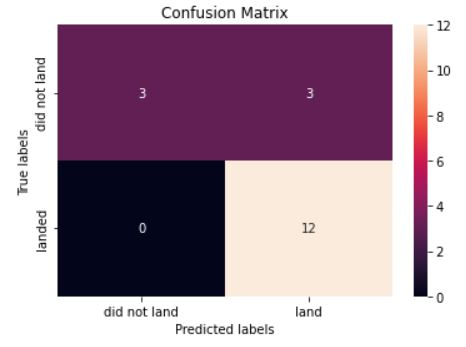 Confusion Matrix
True labels
did not land
landed
3 3
0 12
did not land land
Predicted labels
12
10
8
6
4
2
0